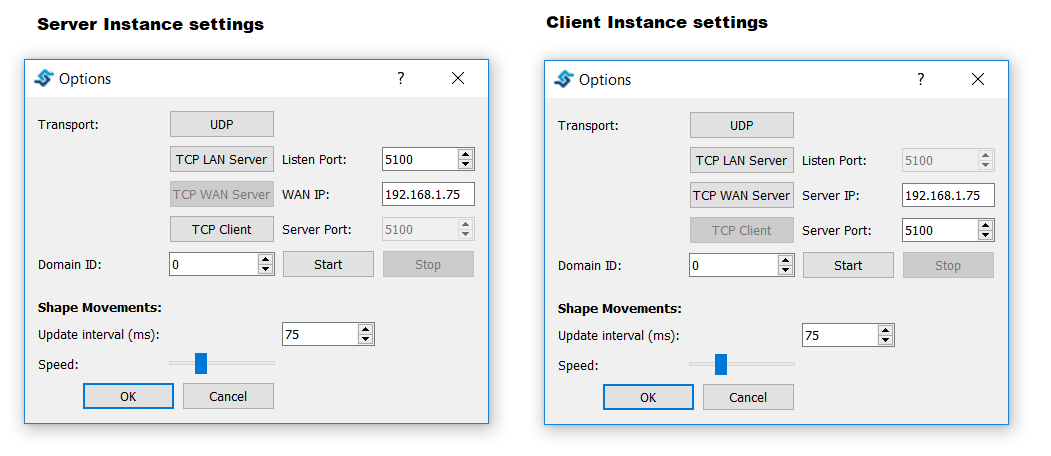 Server Instance settings
Options ?
Transport: UDP
TCP LAN Server Listen Port: 5100
TCP WAN Server WAN IP: 192.168.1.75
TCP Client Server Port: 5100
Domain ID: 0 Start Stop
Shape Movements:
Update interval (ms): 75
Speed:
OK Cancel
Client Instance settings
Options ?
Transport: UDP
TCP LAN Server Listen Port: 5100
TCP WAN Server Server IP: 192.168.1.75
TCP Client Server Port: 5100
Domain ID: 0 Start Stop
Shape Movements:
Update interval (ms): 75
Speed:
OK Cancel